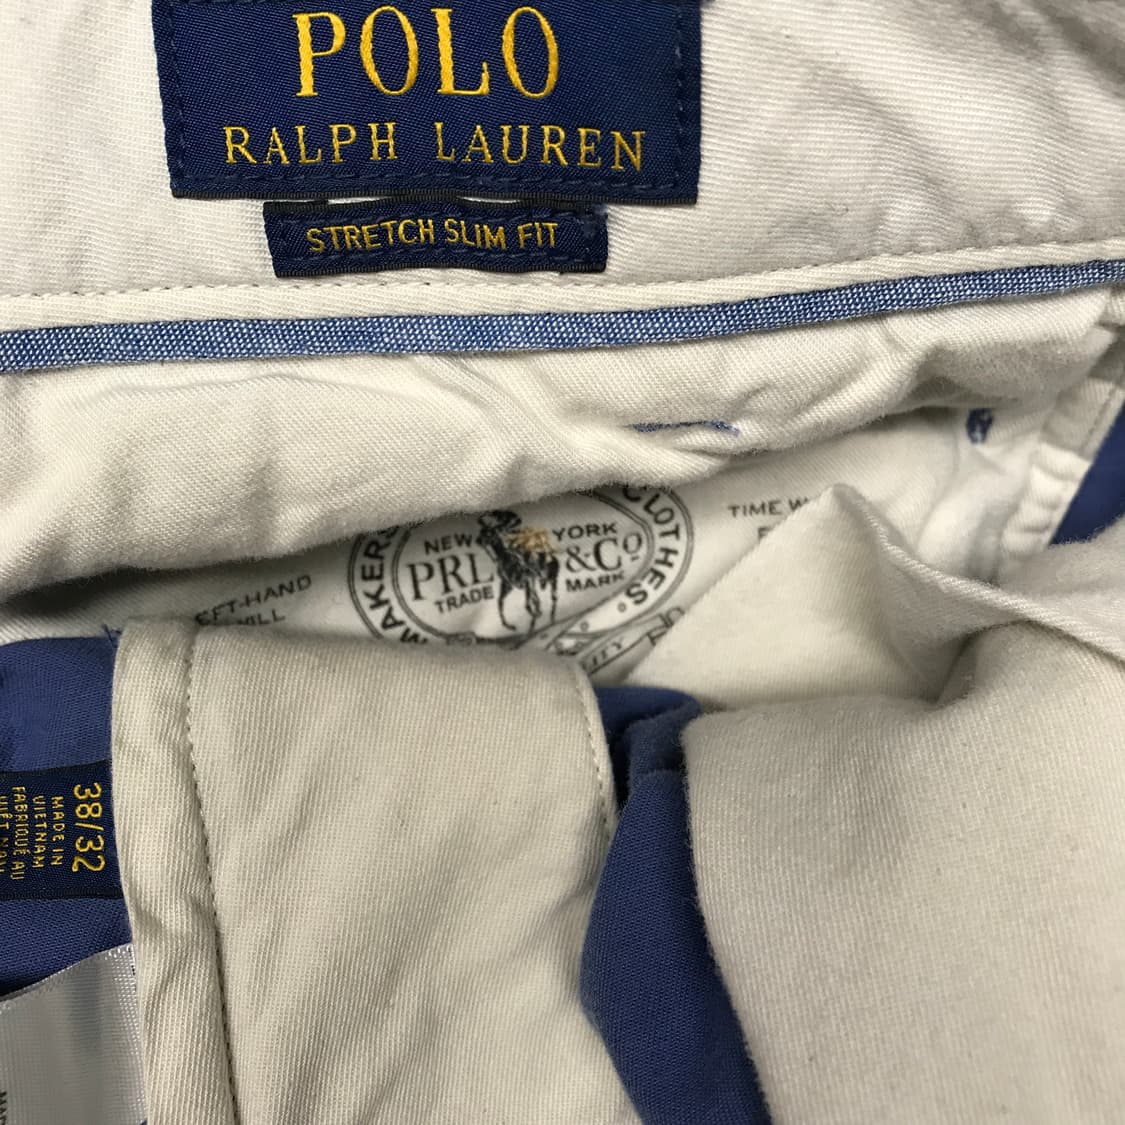 POLO
RALPH LAUREN
STRETCH SLIM FIT
MAKERS
CLOTHES
NEW YORK
PRL &Co
TRADE MARK
TIME
38/32
MADE IN
VIETNAM
FABRIQUÉ AU